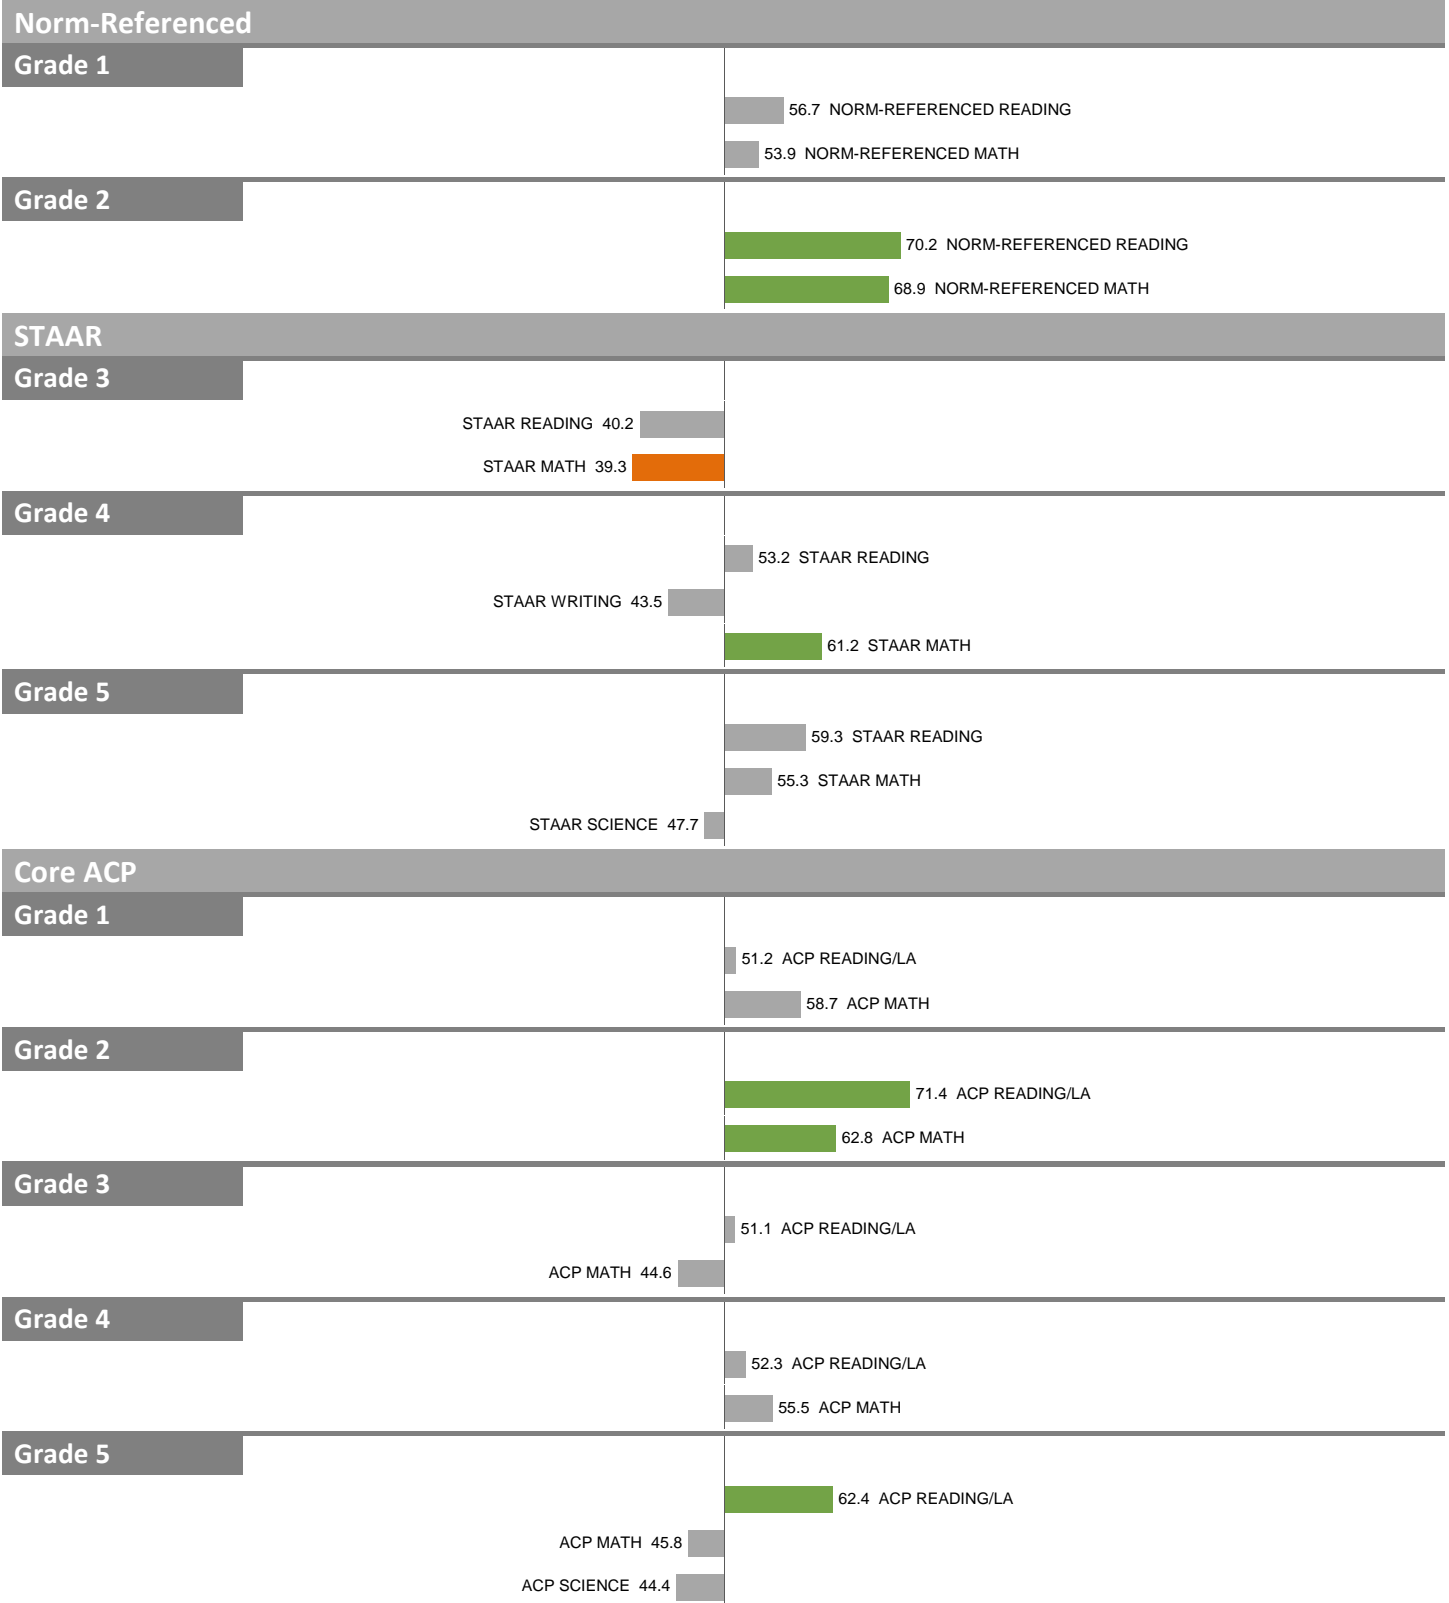 Norm-Referenced
Grade 1
56.7 NORM-REFERENCED READING
53.9 NORM-REFERENCED MATH
Grade 2
70.2 NORM-REFERENCED READING
68.9 NORM-REFERENCED MATH
STAAR
Grade 3
STAAR READING 40.2
STAAR MATH 39.3
Grade 4
53.2 STAAR READING
STAAR WRITING 43.5
61.2 STAAR MATH
Grade 5
59.3 STAAR READING
55.3 STAAR MATH
STAAR SCIENCE 47.7
Core ACP
Grade 1
51.2 ACP READING/LA
58.7 ACP MATH
Grade 2
71.4 ACP READING/LA
62.8 ACP MATH
Grade 3
51.1 ACP READING/LA
ACP MATH 44.6
Grade 4
52.3 ACP READING/LA
55.5 ACP MATH
Grade 5
62.4 ACP READING/LA
ACP MATH 45.8
ACP SCIENCE 44.4